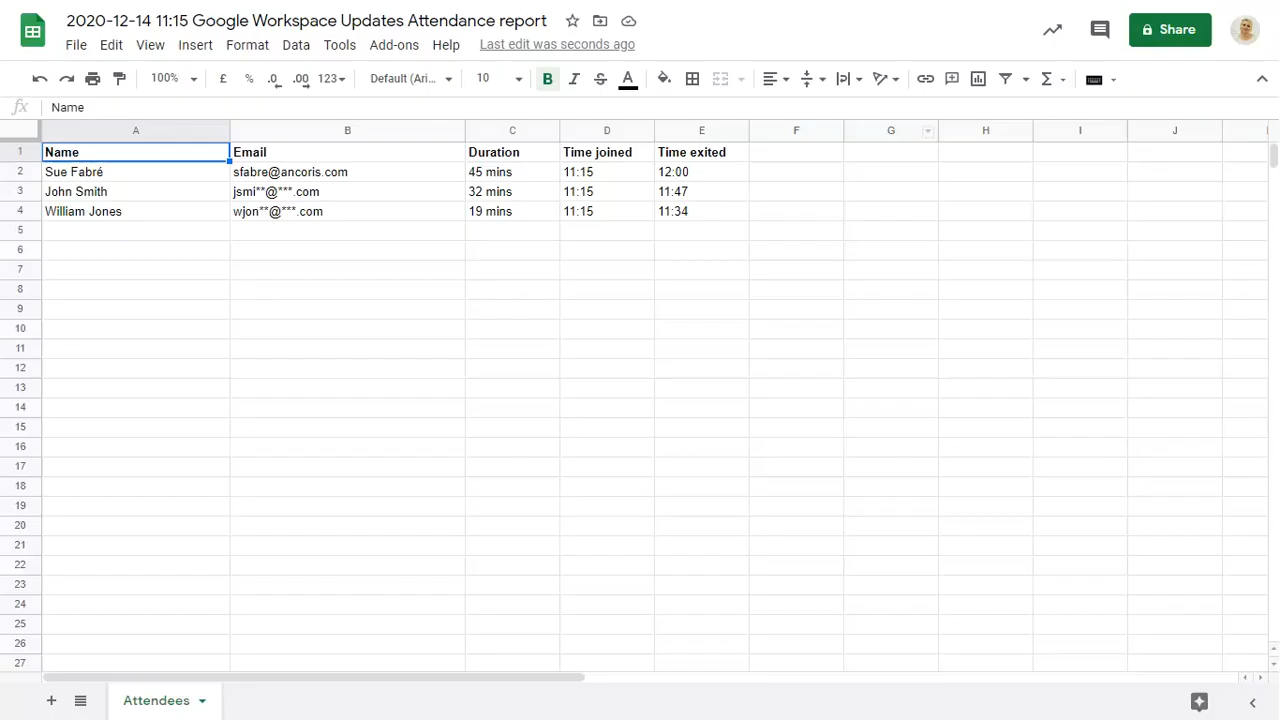 2020-12-14 11:15 Google Workspace Updates Attendance report
File Edit View Insert Format Data Tools Add-ons Help Last edit was seconds ago
Share
100% £ % .0 .00 123 Default (Ari... 10 B I S A
fx Name
A B C D E F G H I J
1 Name Email Duration Time joined Time exited
2 Sue Fabré sfabre@ancoris.com 45 mins 11:15 12:00
3 John Smith jsmi**@***.com 32 mins 11:15 11:47
4 William Jones wjon**@***.com 19 mins 11:15 11:34
5
6
7
8
9
10
11
12
13
14
15
16
17
18
19
20
21
22
23
24
25
26
27
Attendees